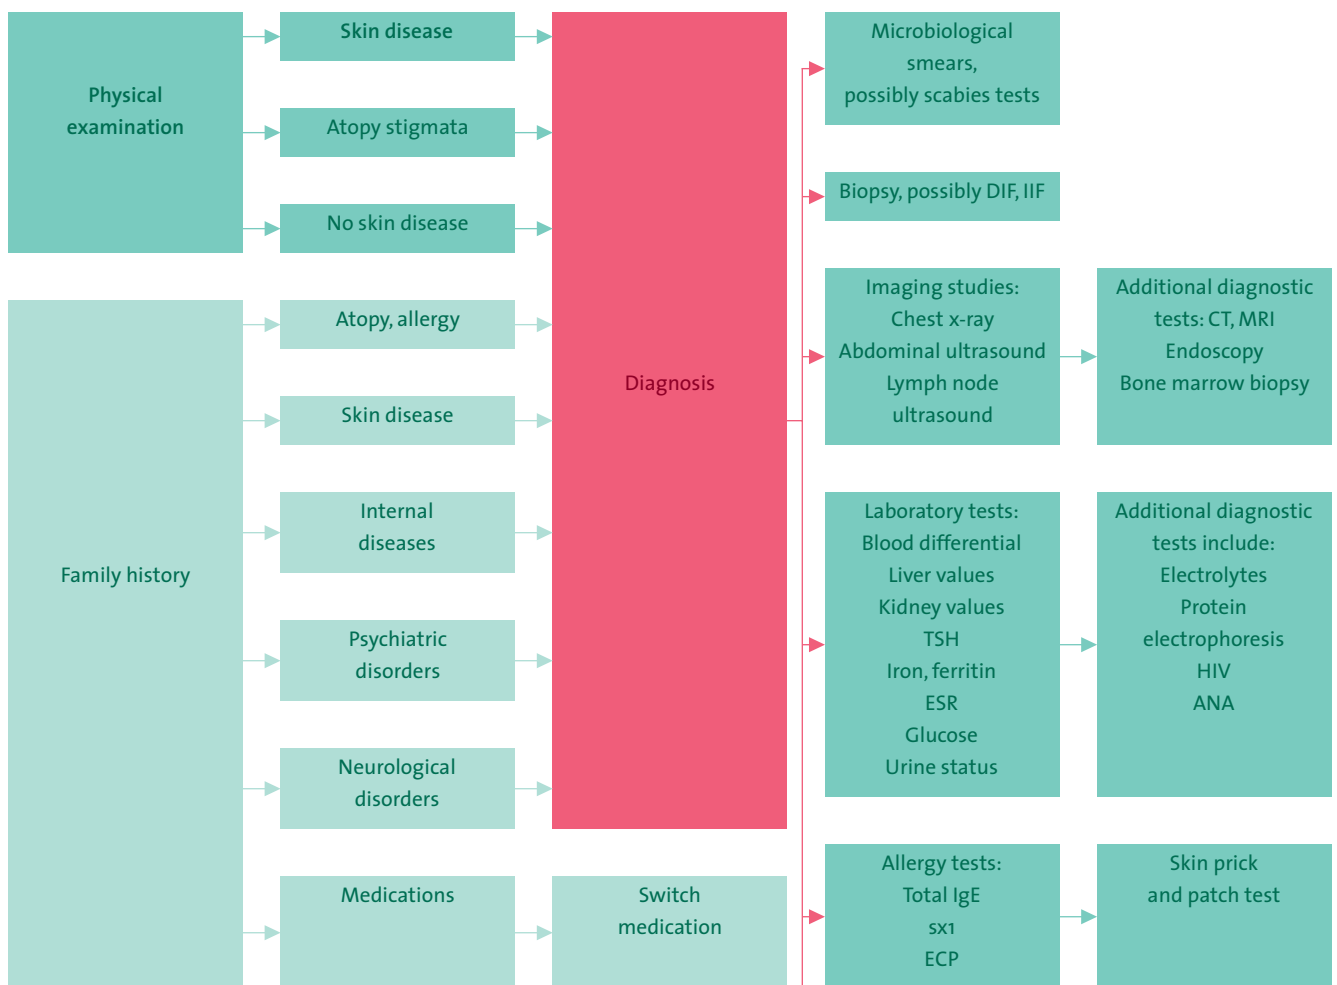 Physical
examination
Skin disease
Atopy stigmata
No skin disease
Family history
Atopy, allergy
Skin disease
Internal
diseases
Psychiatric
disorders
Neurological
disorders
Medications
Switch
medication
Diagnosis
Microbiological
smears,
possibly scabies tests
Biopsy, possibly DIF, IIF
Imaging studies:
Chest x-ray
Abdominal ultrasound
Lymph node
ultrasound
Additional diagnostic
tests: CT, MRI
Endoscopy
Bone marrow biopsy
Laboratory tests:
Blood differential
Liver values
Kidney values
TSH
Iron, ferritin
ESR
Glucose
Urine status
Additional diagnostic
tests include:
Electrolytes
Protein
electrophoresis
HIV
ANA
Allergy tests:
Total IgE
sx1
ECP
Skin prick
and patch test